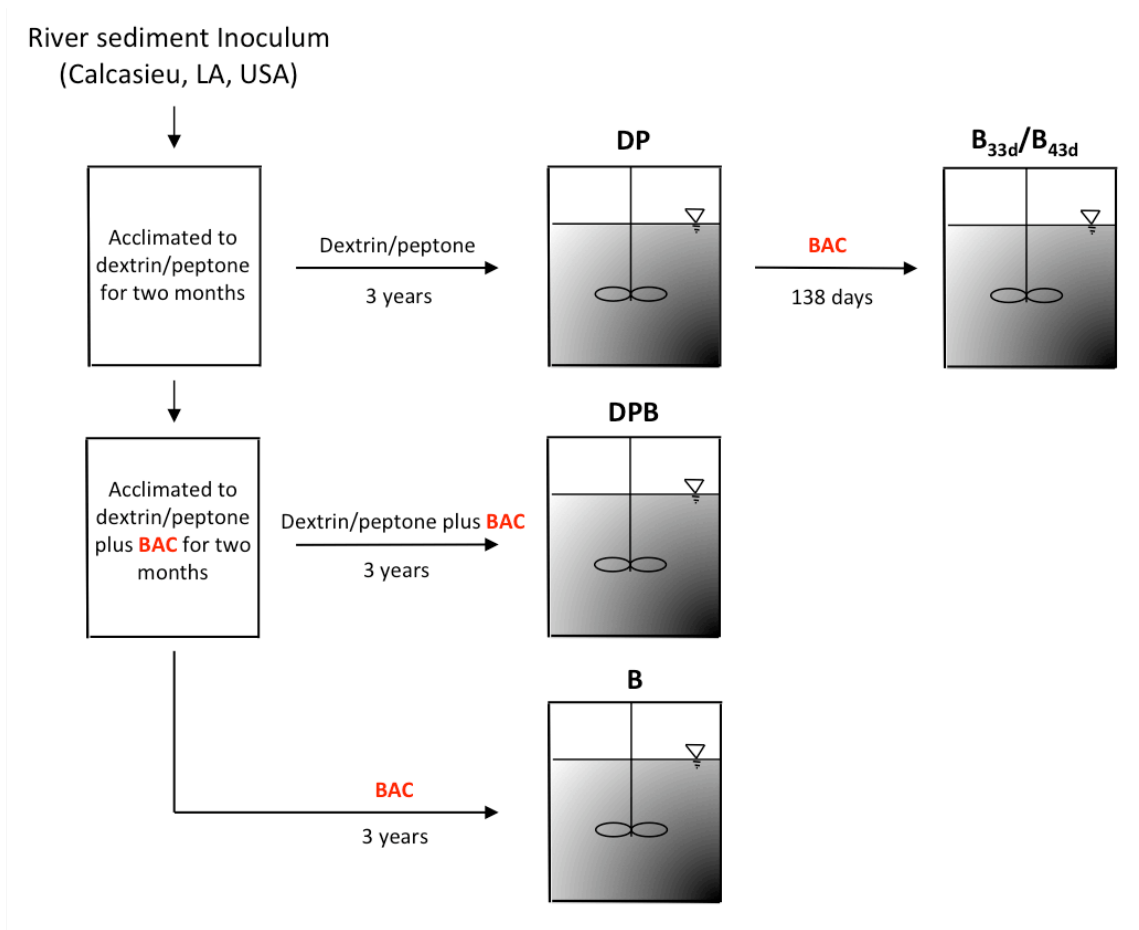 River sediment Inoculum
(Calcasieu, LA, USA)
DP
B33d/B43d
Acclimated to
dextrin/peptone
for two months
Dextrin/peptone
3 years
BAC
138 days
DPB
Acclimated to
dextrin/peptone
plus BAC for two
months
Dextrin/peptone plus BAC
3 years
B
BAC
3 years